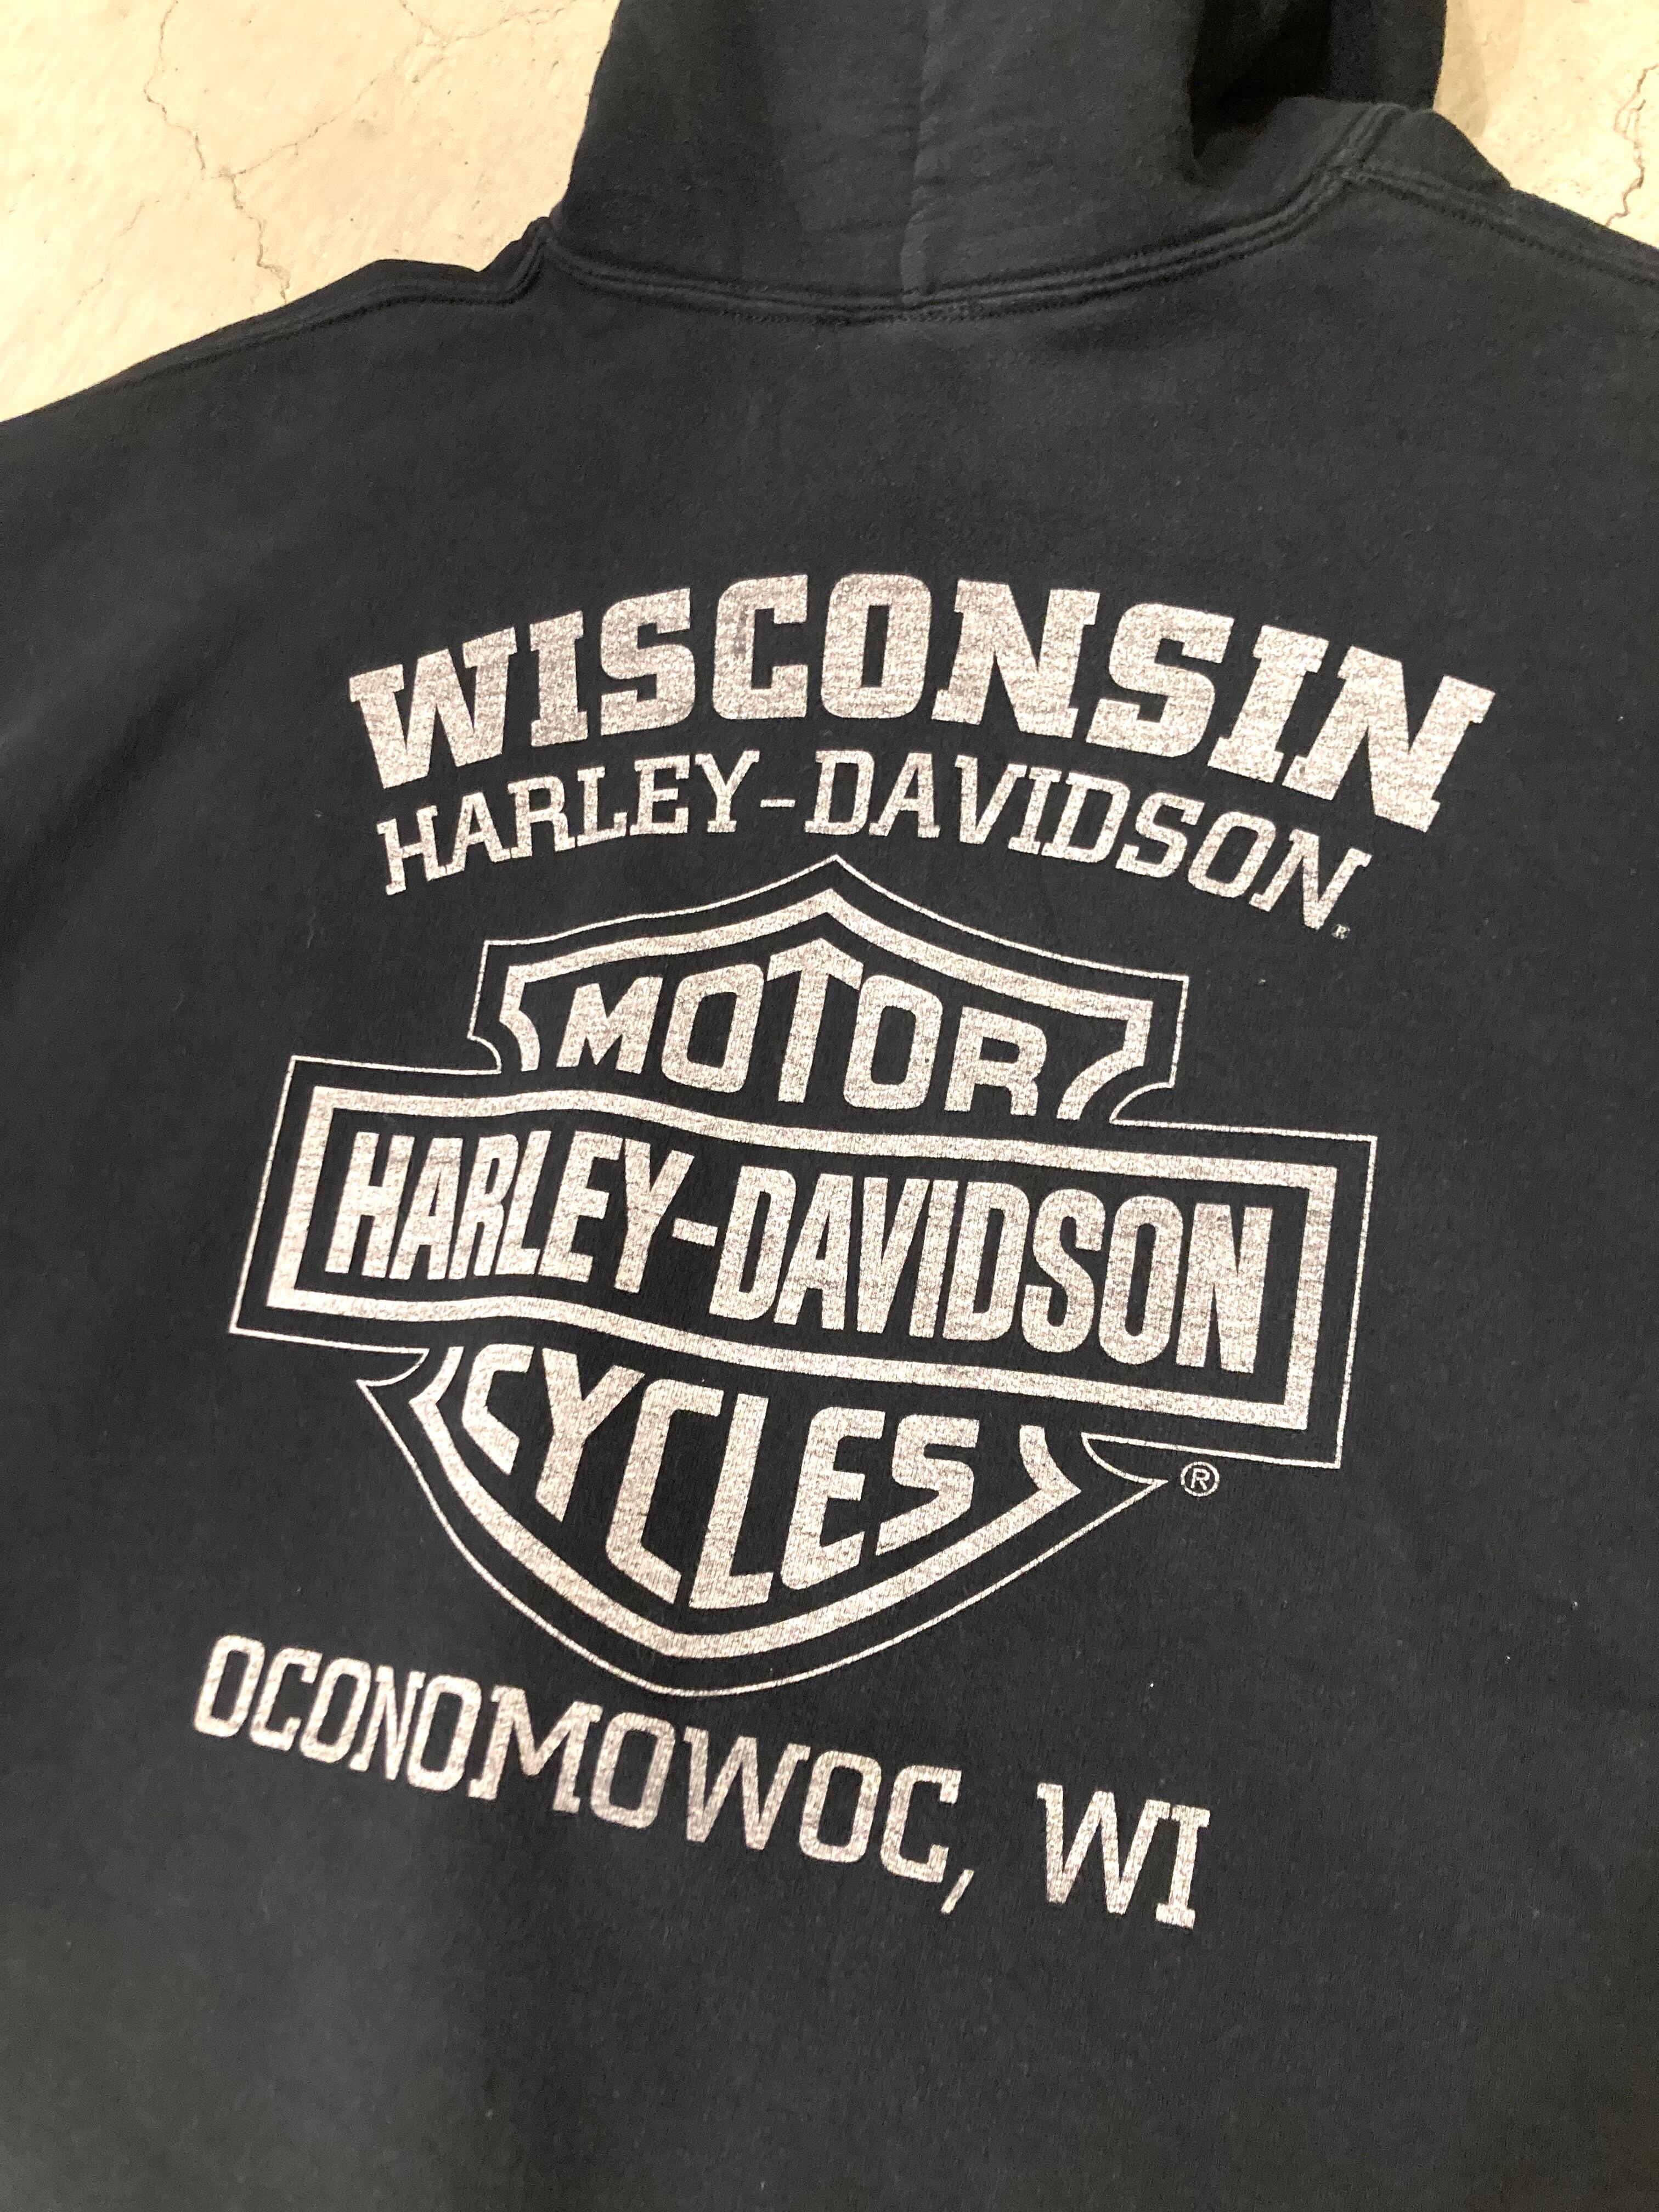 WISCONSIN
HARLEY-DAVIDSON®
MOTOR
HARLEY-DAVIDSON
CYCLES
®
OCONOMOWOC, WI